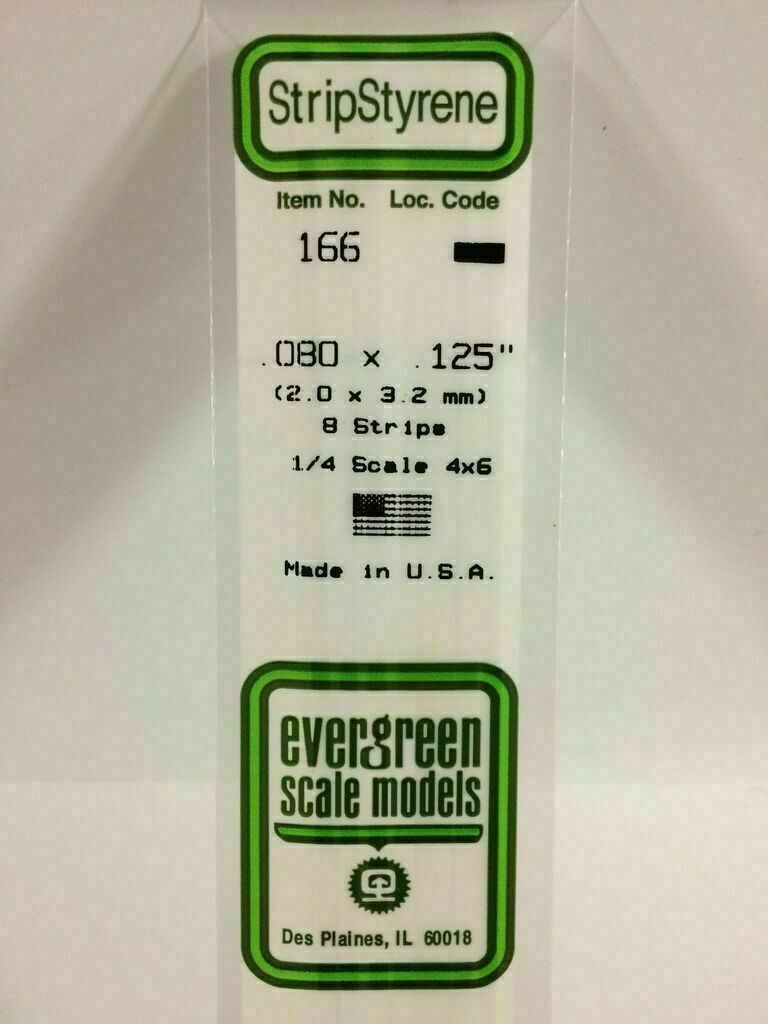 StripStyrene
Item No. Loc. Code
166
.080 x .125"
(2.0 x 3.2 mm)
8 Strips
1/4 Scale 4x6
Made in U.S.A.
evergreen
scale models
Des Plaines, IL 60018